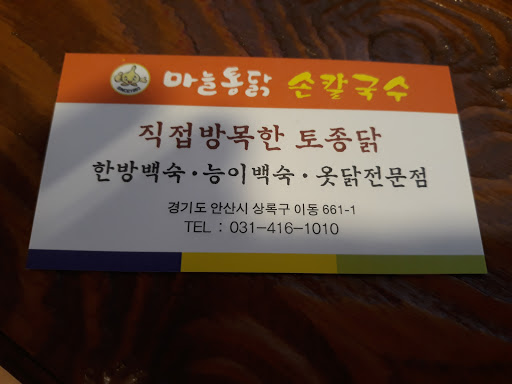 마늘통닭 손칼국수
직접방목한 토종닭
한방백숙·능이백숙·옻닭전문점
경기도 안산시 상록구 이동 661-1
TEL : 031-416-1010